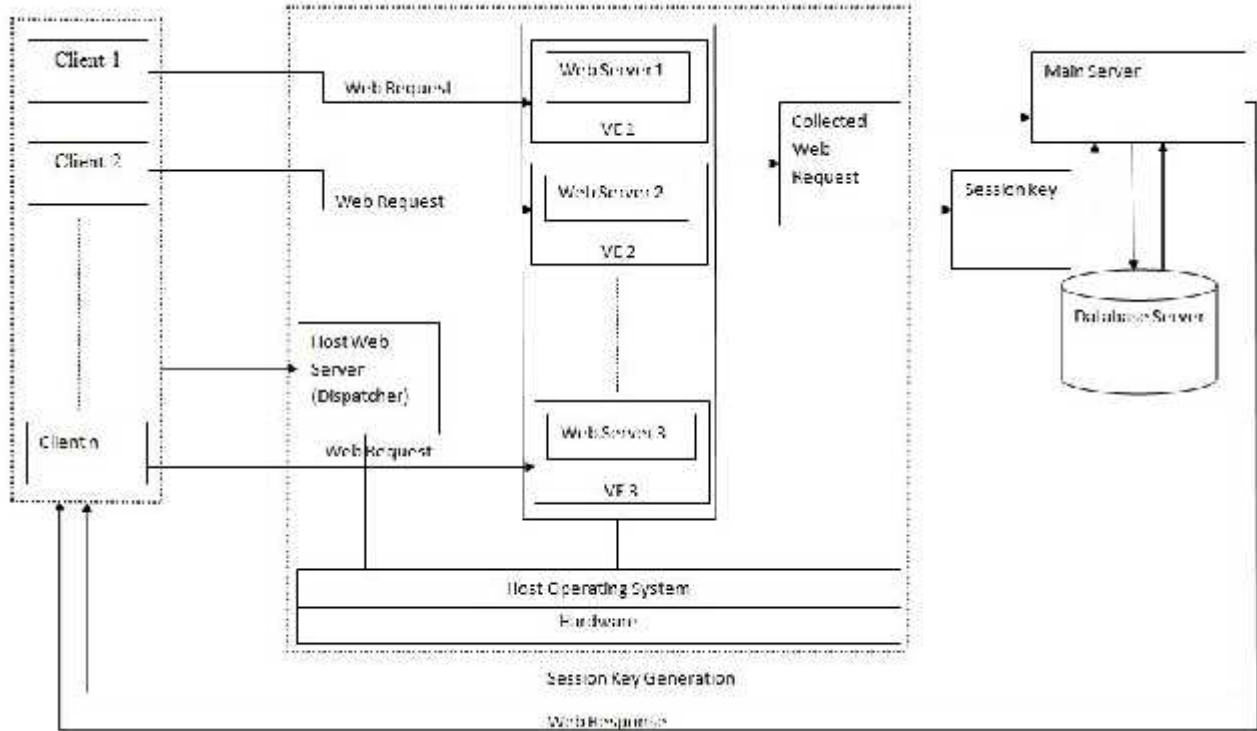 Client 1
Web Request
Web Server 1
VE 1
Client 2
Web Request
Web Server 2
VE 2
Collected
Web
Request
Main Server
Session key
Database Server
Host Web
Server
(Dispatcher)
Client n
Web Request
Web Server 3
VE 3
Host Operating System
Hardware
Session Key Generation
Web Response